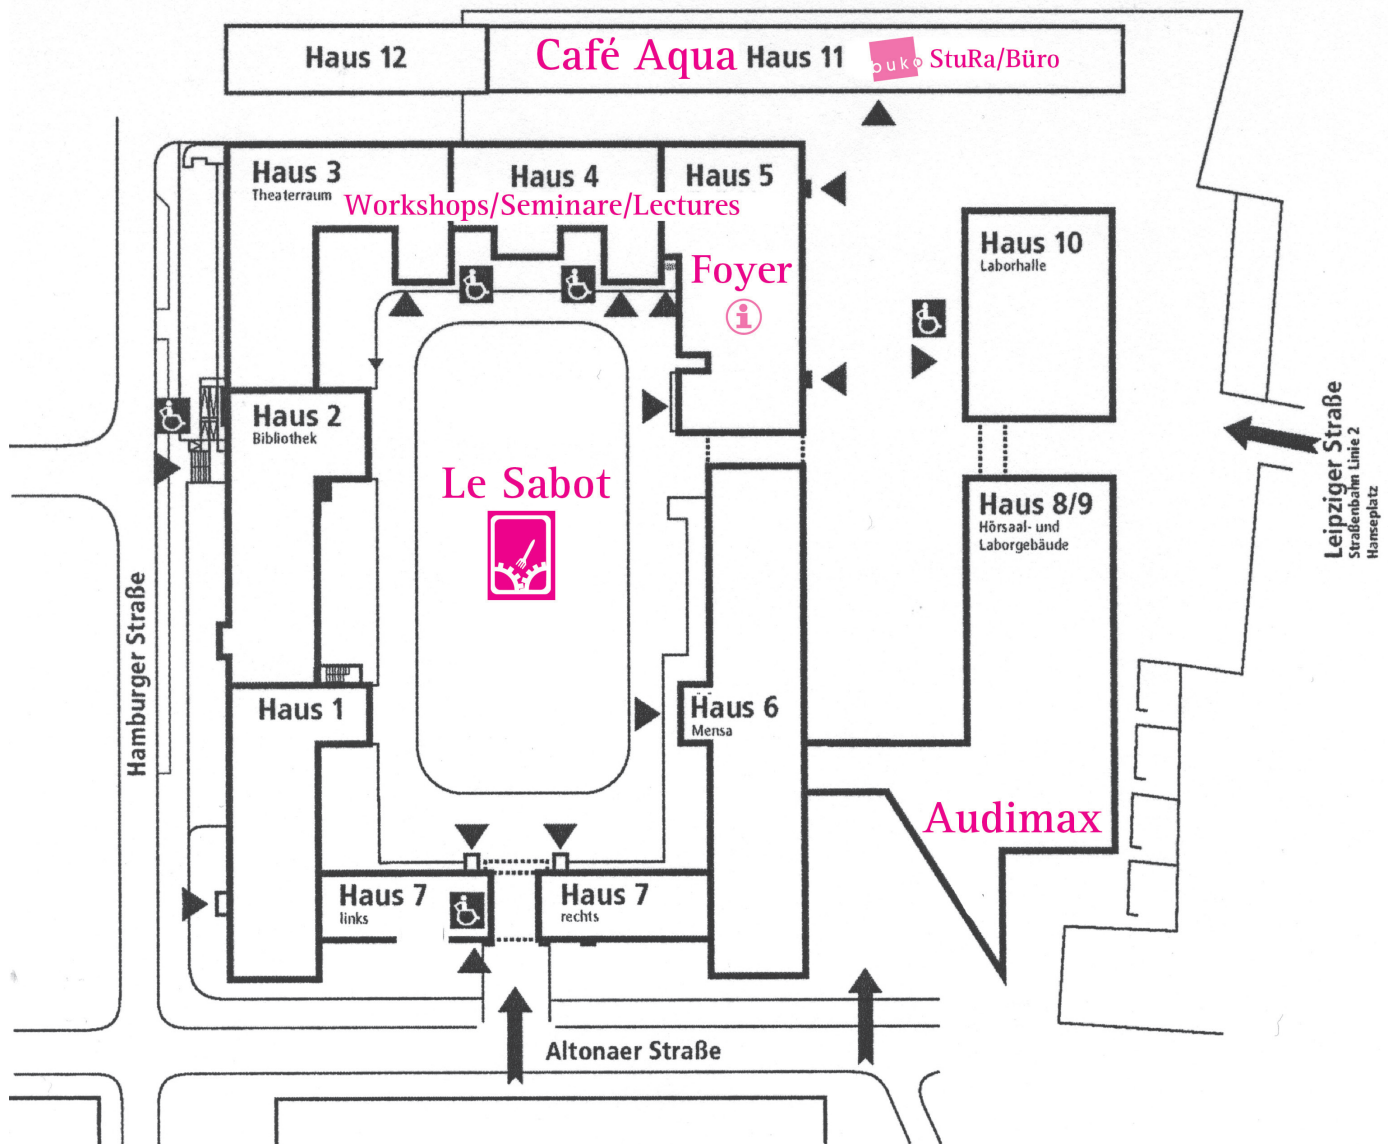 Haus 12
Café Aqua Haus 11 buko StuRa/Büro
Haus 3
Theaterraum
Haus 4
Haus 5
Workshops/Seminare/Lectures
Foyer
i
Haus 10
Laborhalle
Haus 2
Bibliothek
Le Sabot
Haus 8/9
Hörsaal- und
Laborgebäude
Leipziger Straße
Straßenbahn Linie 2
Hanseplatz
Hamburger Straße
Haus 1
Haus 6
Mensa
Audimax
Haus 7
links
Haus 7
rechts
Altonaer Straße